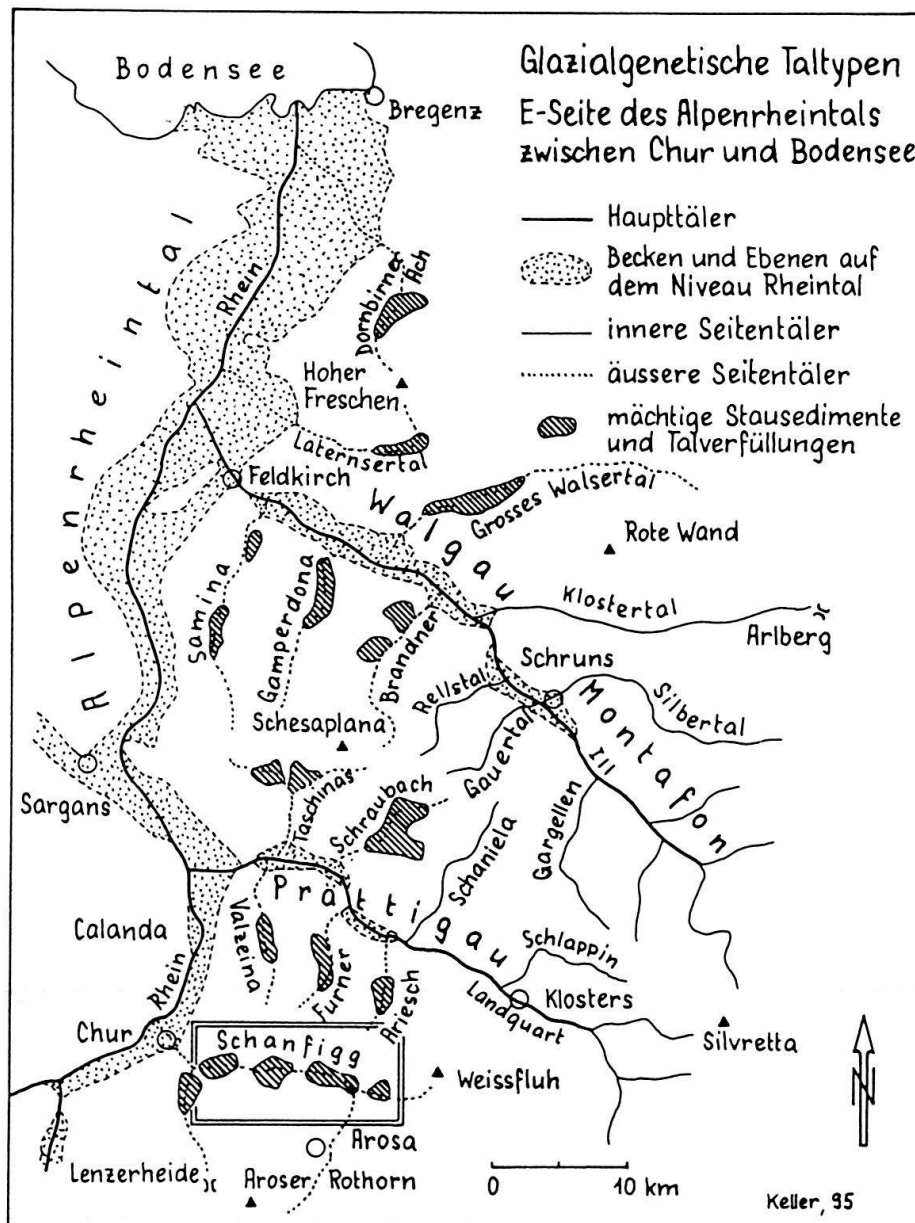 Glazialgenetische Taltypen
E-Seite des Alpenrheintals
zwischen Chur und Bodensee
Haupttäler
Becken und Ebenen auf
dem Niveau Rheintal
innere Seitentäler
äussere Seitentäler
mächtige Stausedimente
und Talverfüllungen
Bodensee
Bregenz
Alpenrheintal
Rhein
Dornbirner Ach
Hoher
Freschen
Laternsertal
Feldkirch
Walgau
Grosses Walsertal
Rote Wand
Samina
Gamperdona
Brandner
Klostertal
Arlberg
Schruns
Rellstal
Montafon
Silbertal
Schesaplana
Gauertal
Ill
Sargans
Taschinas
Schraubach
Schaniela
Gargellen
Prättigau
Calanda
Valzeina
Furner
Ariesch
Schlappin
Rhein
Landquart
Klosters
Chur
Schanfigg
Silvretta
Weissfluh
N
Arosa
Lenzerheide
Aroser Rothorn
0 10 km
Keller, 95